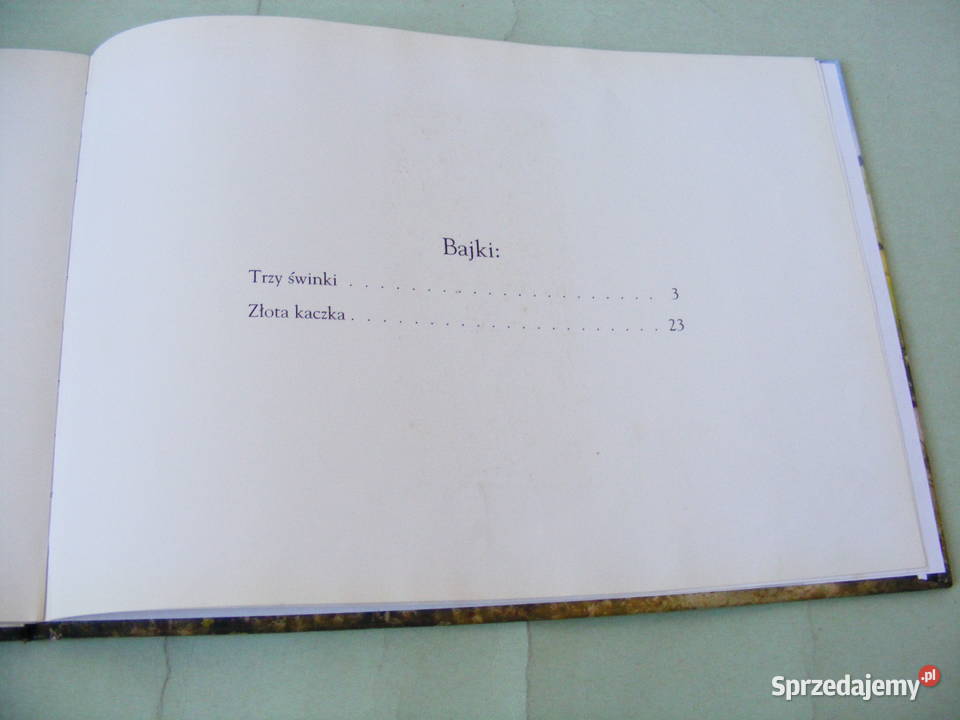 Bajki:
Trzy świnki . . . . . . . . . . . . . . . . . . . . . 3
Złota kaczka . . . . . . . . . . . . . . . . . . . . . 23
Sprzedajemy.pl